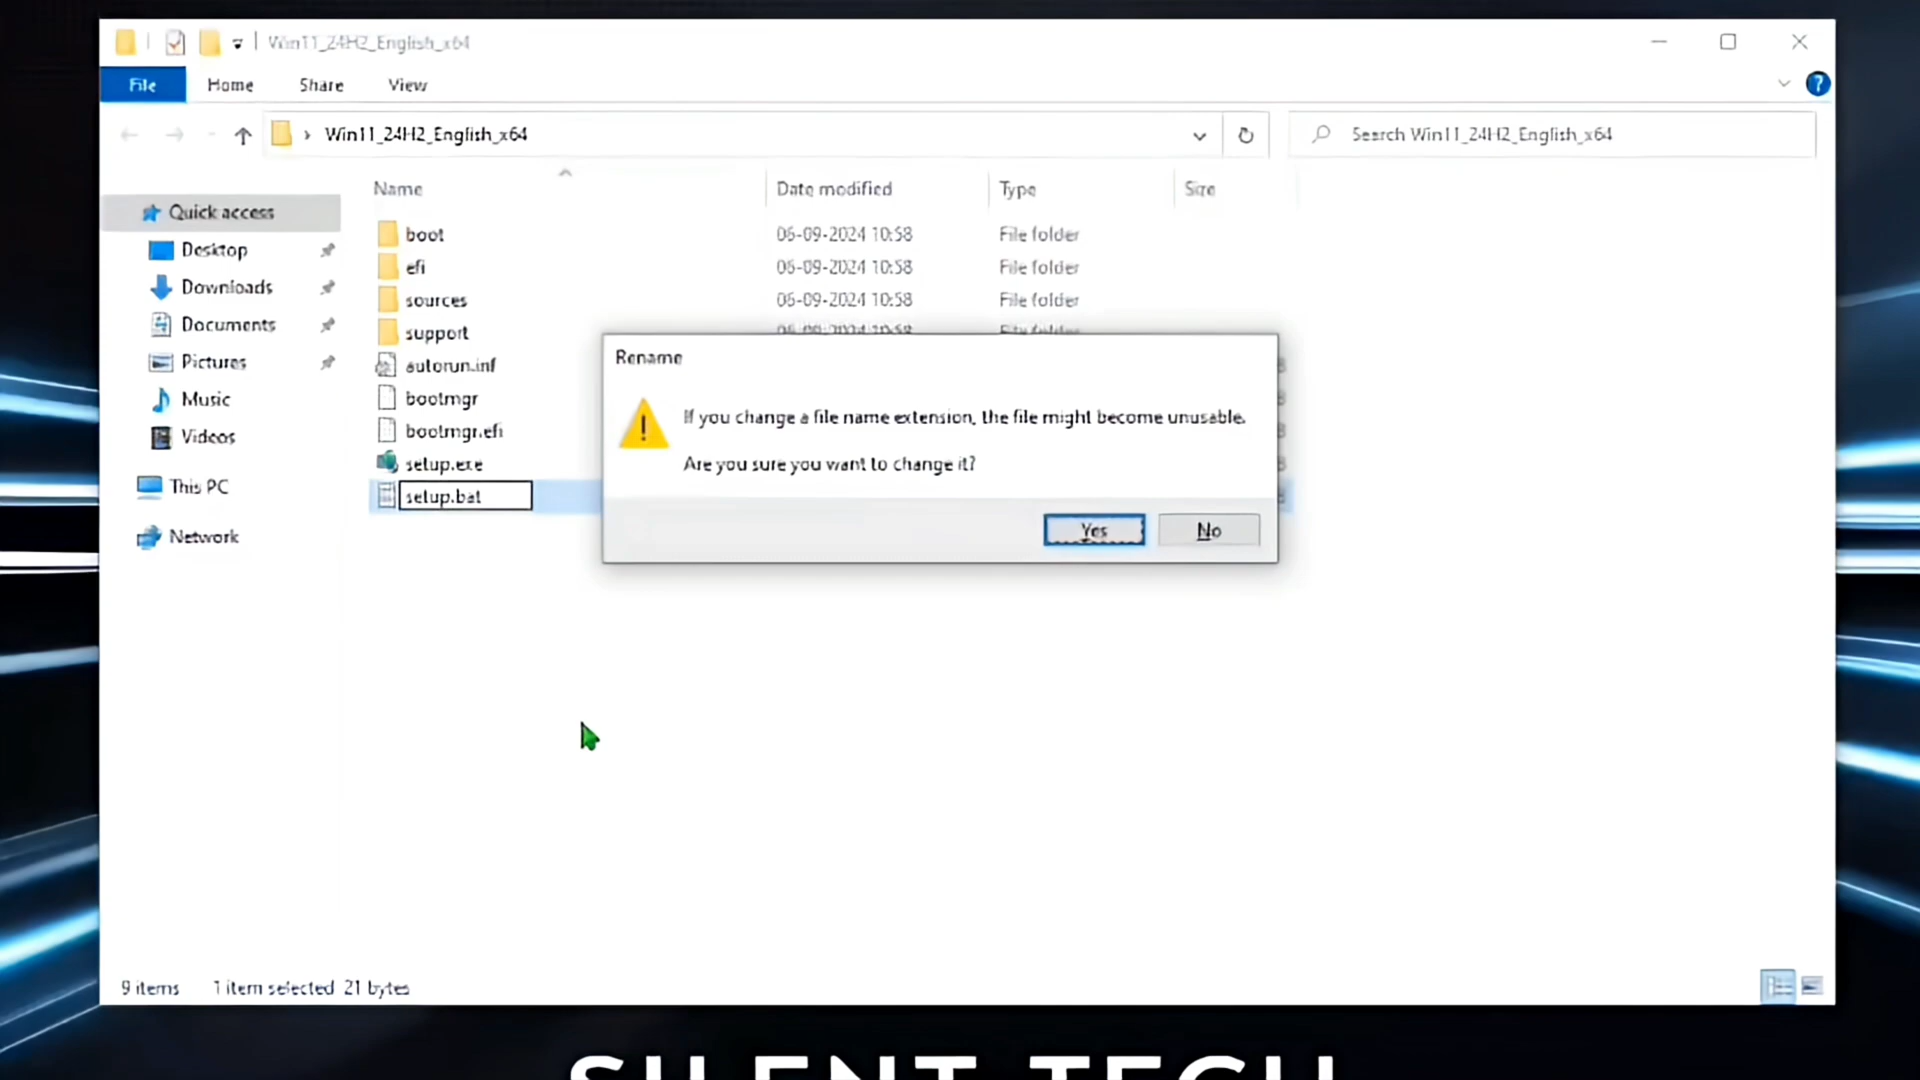 Win11_24H2_English_x64
File Home Share View
Win11_24H2_English_x64
Search Win11_24H2_English_x64
Name Date modified Type Size
Quick access
Desktop
Downloads
Documents
Pictures
Music
Videos
This PC
Network
boot 06-09-2024 10:58 File folder
efi 06-09-2024 10:58 File folder
sources 06-09-2024 10:58 File folder
support 06-09-2024 10:58 File folder
autorun.inf
bootmgr
bootmgr.efi
setup.exe
setup.bat
Rename
If you change a file name extension, the file might become unusable.
Are you sure you want to change it?
Yes No
9 items 1 item selected 21 bytes
SILENT TECH